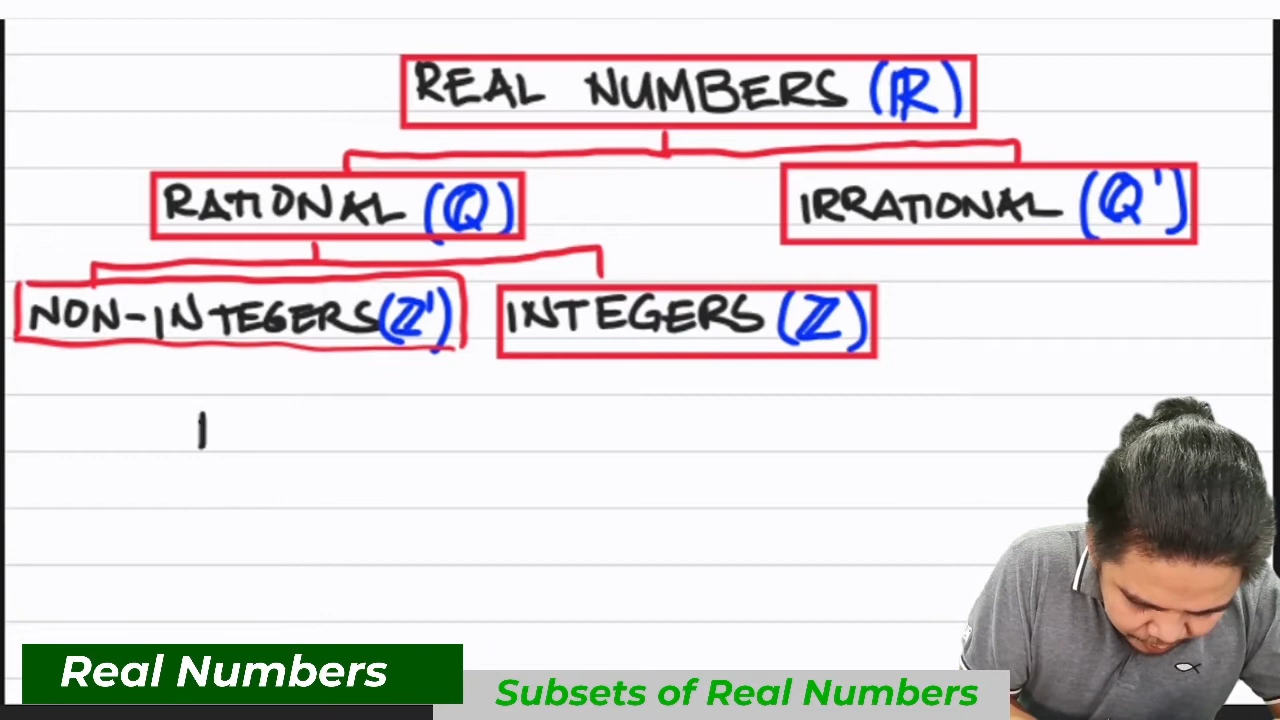 REAL NUMBERS (ℝ)
RATIONAL (ℚ)
IRRATIONAL (ℚ')
NON-INTEGERS(ℤ')
INTEGERS (ℤ)
Real Numbers
Subsets of Real Numbers